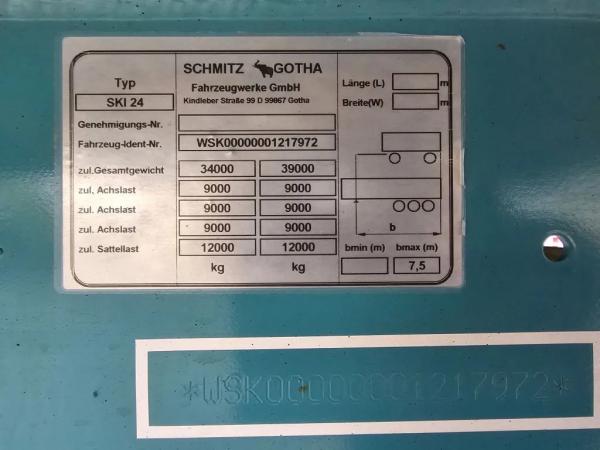 SCHMITZ GOTHA
Fahrzeugwerke GmbH
Kindleber Straße 99 D 99867 Gotha
Typ
SKI 24
Länge (L) m
Breite(W) m
Genehmigungs-Nr.
Fahrzeug-Ident-Nr. WSK00000001217972
zul.Gesamtgewicht 34000 39000
zul. Achslast 9000 9000
zul. Achslast 9000 9000
zul. Achslast 9000 9000
zul. Sattellast 12000 12000
kg kg
b
bmin (m) bmax (m)
7,5
*WSK00000001217972*